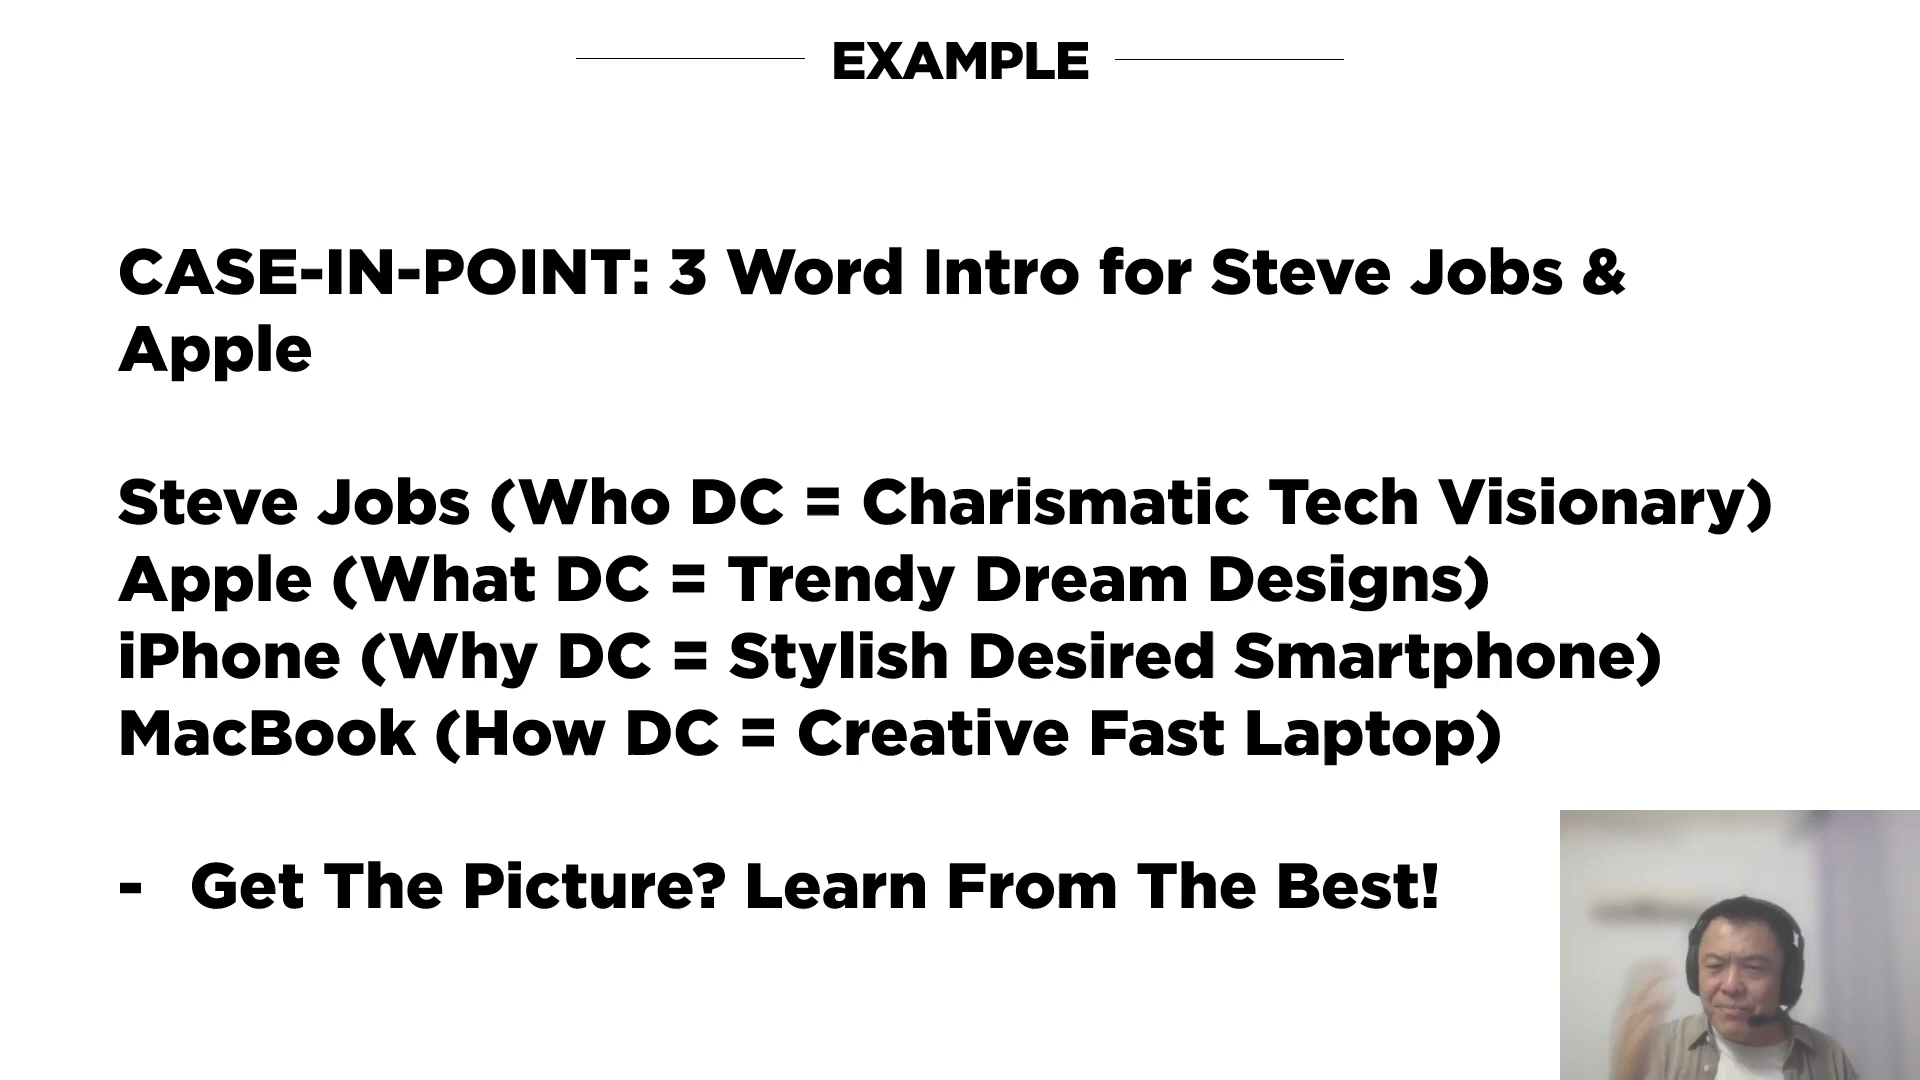 EXAMPLE
CASE-IN-POINT: 3 Word Intro for Steve Jobs &
Apple
Steve Jobs (Who DC = Charismatic Tech Visionary)
Apple (What DC = Trendy Dream Designs)
iPhone (Why DC = Stylish Desired Smartphone)
MacBook (How DC = Creative Fast Laptop)
- Get The Picture? Learn From The Best!